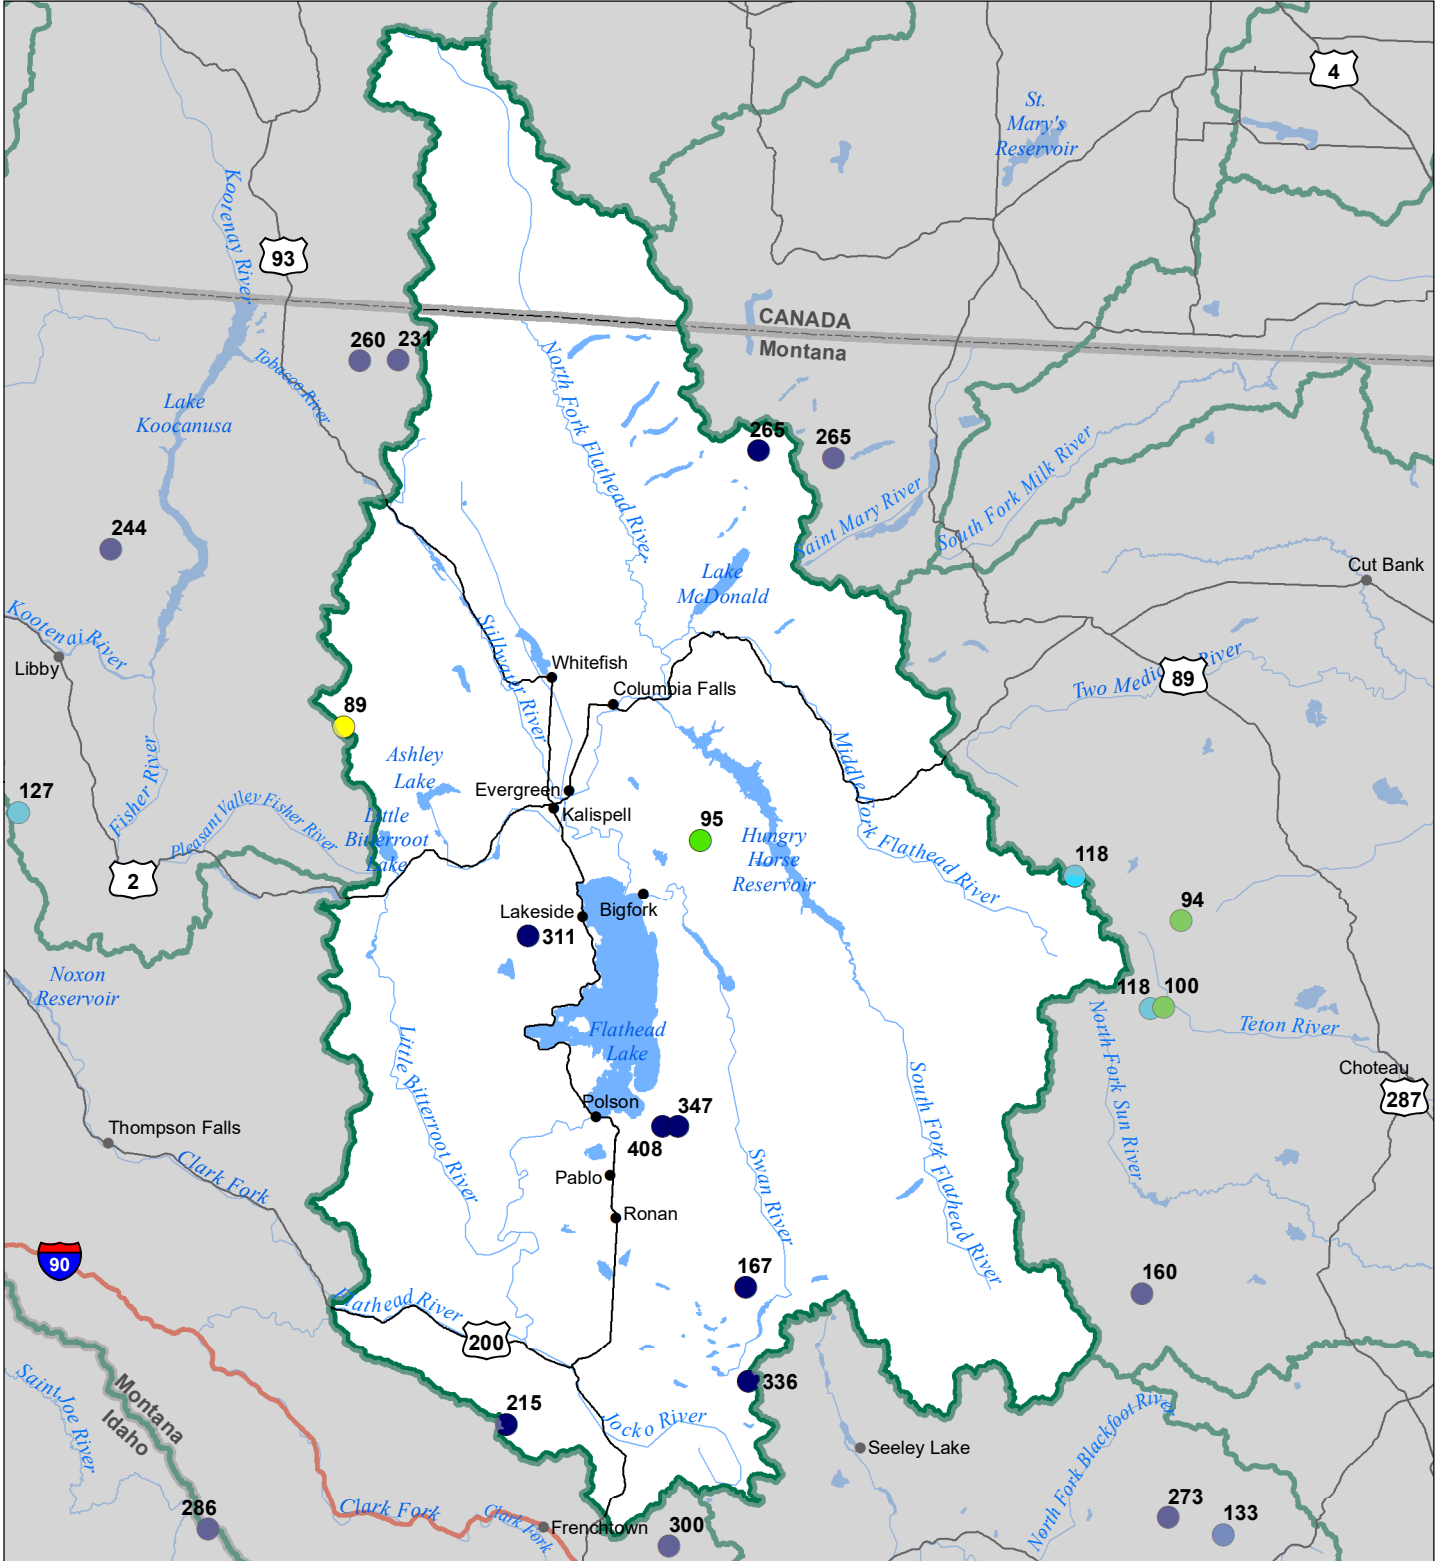 4
St.
Mary's
Reservoir
Kootenay River
93
CANADA
Montana
260
231
Tobacco River
North Fork Flathead River
Lake
Koocanusa
265
265
South Fork Milk River
Saint Mary River
244
Cut Bank
Lake
McDonald
Kootenai River
Libby
Stillwater River
Whitefish
Columbia Falls
Two Medic
River
89
89
Ashley
Lake
Middle Fork Flathead River
Fisher River
127
Evergreen
Kalispell
Pleasant Valley Fisher River
Little
Bitterroot
Lake
95
Hungry
Horse
Reservoir
118
2
94
Lakeside
Bigfork
311
Noxon
Reservoir
118
100
Flathead
Lake
Teton River
North Fork Sun River
Little Bitterroot River
South Fork Flathead River
Choteau
287
Polson
347
408
Thompson Falls
Clark Fork
Swan River
Pablo
Ronan
90
167
160
Flathead River
200
336
Saint Joe River
Montana
Idaho
215
Jocko River
North Fork Blackfoot River
Seeley Lake
286
Clark Fork
Clark Fork
Frenchtown
300
273
133